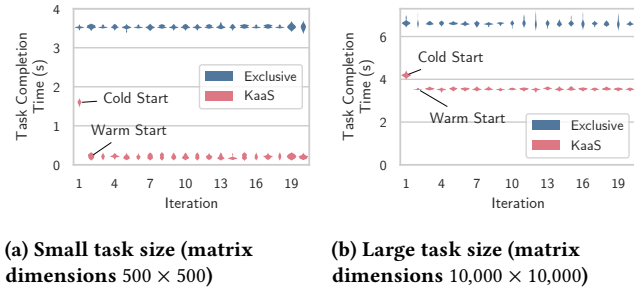 4
3
2
1
0
Task Completion
Time (s)
Exclusive
KaaS
Cold Start
Warm Start
1 4 7 10 13 16 19
Iteration
6
4
2
0
Task Completion
Time (s)
Cold Start
Warm Start
Exclusive
KaaS
1 4 7 10 13 16 19
Iteration
(a) Small task size (matrix
dimensions 500 × 500)
(b) Large task size (matrix
dimensions 10,000 × 10,000)